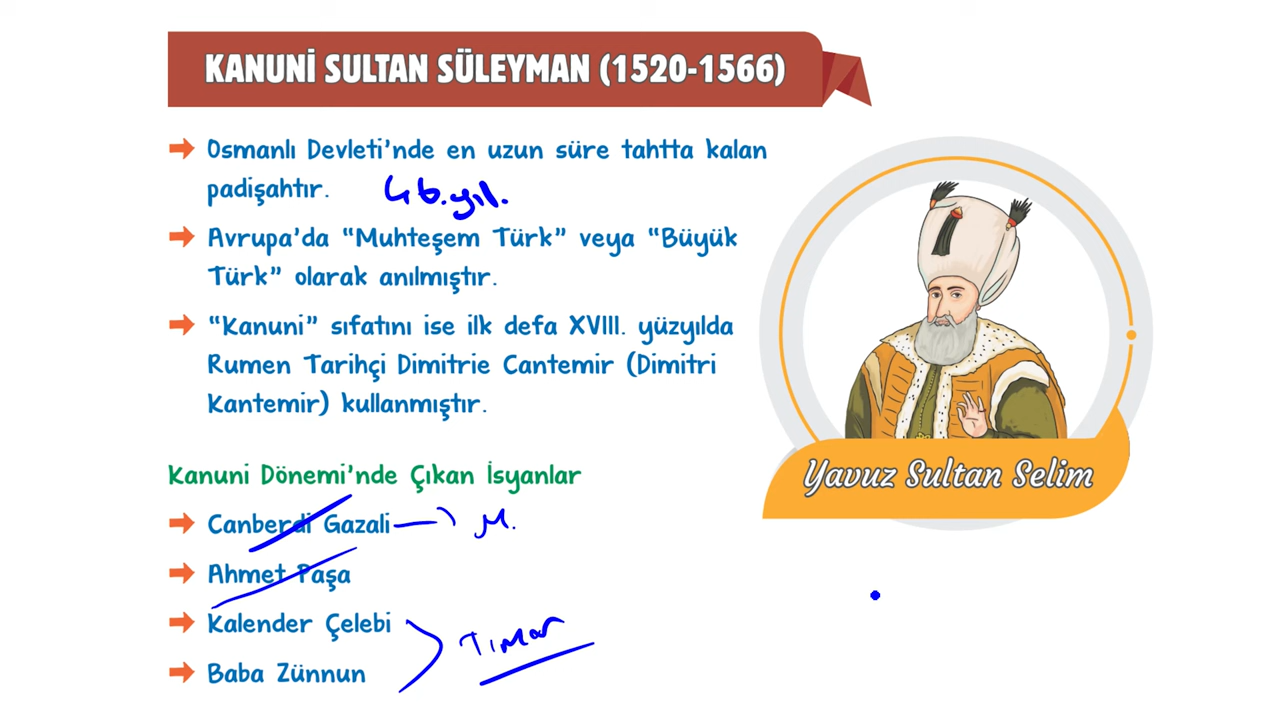 KANUNİ SULTAN SÜLEYMAN (1520-1566)
Osmanlı Devleti'nde en uzun süre tahtta kalan
padişahtır. 46.yıl.
Avrupa'da "Muhteşem Türk" veya "Büyük
Türk" olarak anılmıştır.
"Kanuni" sıfatını ise ilk defa XVIII. yüzyılda
Rumen Tarihçi Dimitrie Cantemir (Dimitri
Kantemir) kullanmıştır.
Yavuz Sultan Selim
Kanuni Dönemi'nde Çıkan İsyanlar
Canberdi Gazali M.
Ahmet Paşa
Kalender Çelebi
Tımar
Baba Zünnun